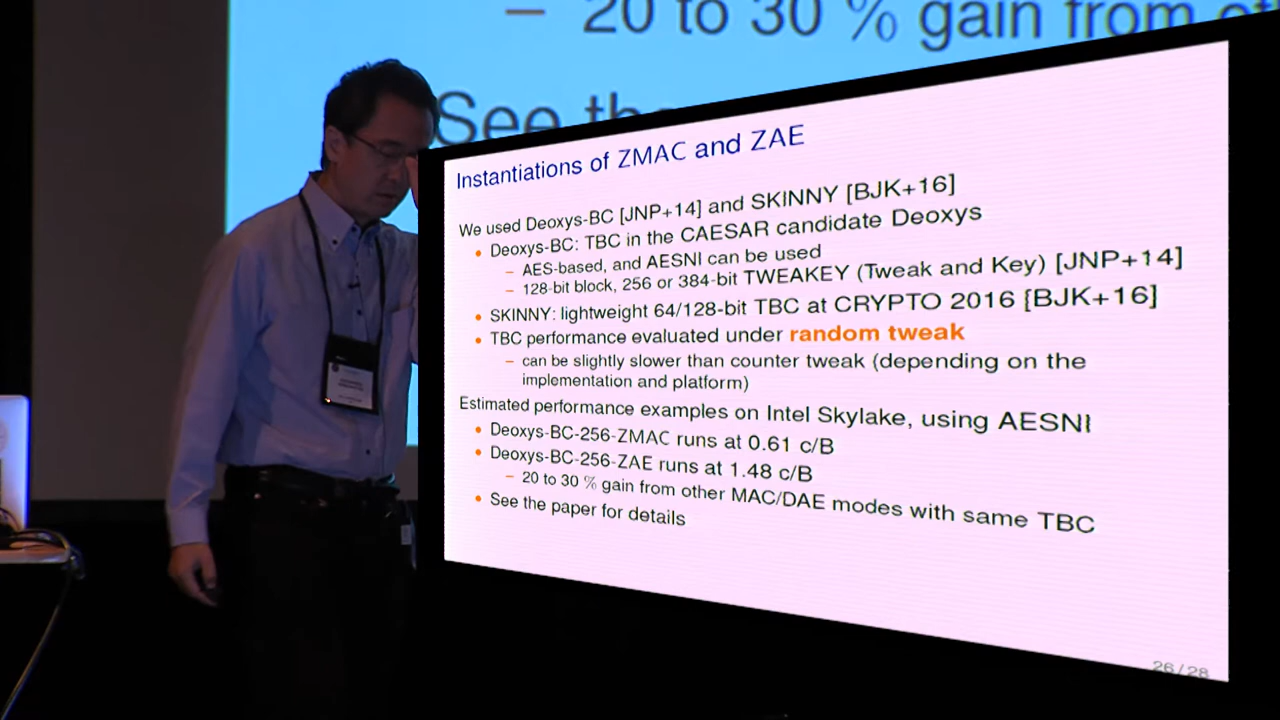 – 20 to 30 % gain from
See the
Instantiations of ZMAC and ZAE
We used Deoxys-BC [JNP+14] and SKINNY [BJK+16]
• Deoxys-BC: TBC in the CAESAR candidate Deoxys
– AES-based, and AESNI can be used
– 128-bit block, 256 or 384-bit TWEAKEY (Tweak and Key) [JNP+14]
• SKINNY: lightweight 64/128-bit TBC at CRYPTO 2016 [BJK+16]
• TBC performance evaluated under random tweak
– can be slightly slower than counter tweak (depending on the
implementation and platform)
Estimated performance examples on Intel Skylake, using AESNI
• Deoxys-BC-256-ZMAC runs at 0.61 c/B
• Deoxys-BC-256-ZAE runs at 1.48 c/B
– 20 to 30 % gain from other MAC/DAE modes with same TBC
• See the paper for details
26/28